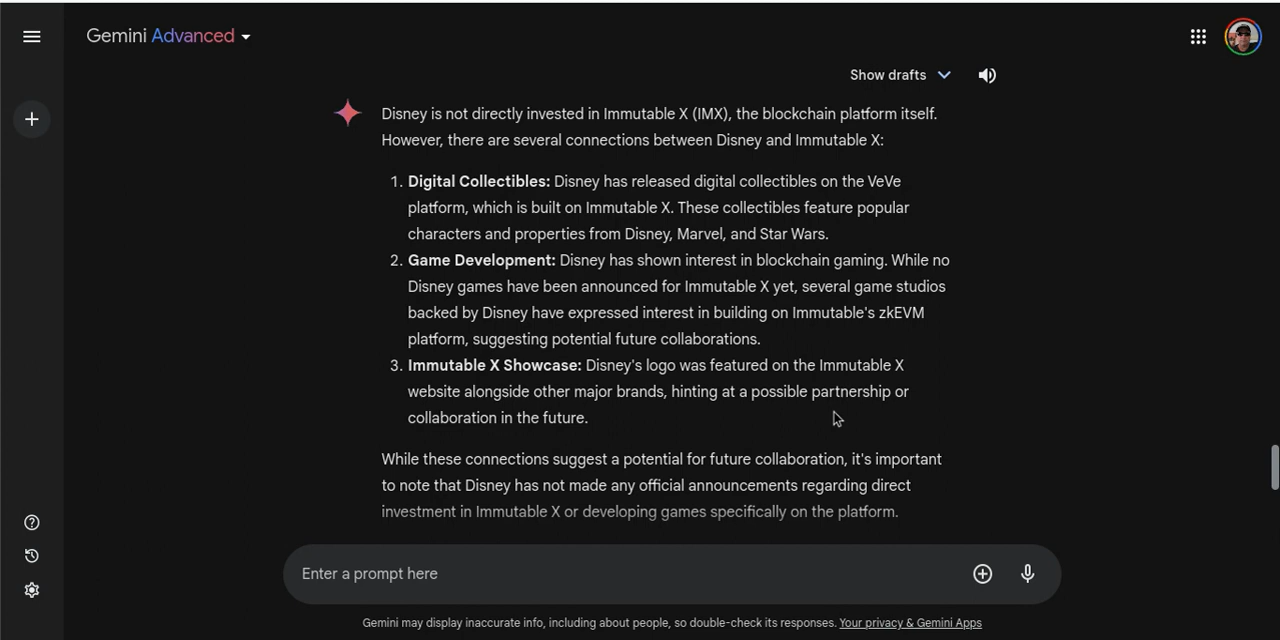 Gemini Advanced
Show drafts
Disney is not directly invested in Immutable X (IMX), the blockchain platform itself.
However, there are several connections between Disney and Immutable X:
1. Digital Collectibles: Disney has released digital collectibles on the VeVe
platform, which is built on Immutable X. These collectibles feature popular
characters and properties from Disney, Marvel, and Star Wars.
2. Game Development: Disney has shown interest in blockchain gaming. While no
Disney games have been announced for Immutable X yet, several game studios
backed by Disney have expressed interest in building on Immutable's zkEVM
platform, suggesting potential future collaborations.
3. Immutable X Showcase: Disney's logo was featured on the Immutable X
website alongside other major brands, hinting at a possible partnership or
collaboration in the future.
While these connections suggest a potential for future collaboration, it's important
to note that Disney has not made any official announcements regarding direct
investment in Immutable X or developing games specifically on the platform.
Enter a prompt here
Gemini may display inaccurate info, including about people, so double-check its responses. Your privacy & Gemini Apps